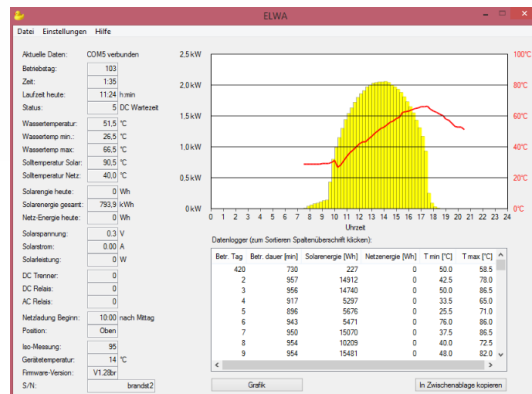 ELWA
Datei Einstellungen Hilfe
Aktuelle Daten: COM5 verbunden
Betriebstag: 103
Zeit: 1:35
Laufzeit heute: 11:24 h:min
Status: 5 DC Wartezeit
Wassertemperatur: 51,5 °C
Wassertemp min.: 26,5 °C
Wassertemp max: 66,5 °C
Solltemperatur Solar: 90,5 °C
Solltemperatur Netz: 40,0 °C
Solarenergie heute: 0 Wh
Solarenergie gesamt: 793,9 kWh
Netz-Energie heute: 0 Wh
Solarspannung: 0.3 V
Solarstrom: 0.00 A
Solarleistung: 0 W
DC Trenner: 0
DC Relais: 0
AC Relais: 0
Netzladung Beginn: 10:00 nach Mittag
Position: Oben
Iso-Messung: 95
Gerätetemperatur: 14 °C
Firmware-Version: V1.28br
S/N: brandst2
2,5 kW 100°C
2,0 kW 80°C
1,5 kW 60°C
1,0 kW 40°C
0,5 kW 20°C
0 kW 0°C
0 1 2 3 4 5 6 7 8 9 10 11 12 13 14 15 16 17 18 19 20 21 22 23 24
Uhrzeit
Datenlogger (zum Sortieren Spaltenüberschrift klicken):
Betr. Tag Betr. dauer [min] Solarenergie [Wh] Netzenergie [Wh] T min [°C] T max [°C]
420 730 227 0 50.0 58.5
2 957 14912 0 42.5 78.0
3 956 14740 0 50.0 86.5
4 917 5297 0 33.5 65.0
5 896 5676 0 25.5 71.0
6 943 5471 0 76.0 86.0
7 950 15070 0 37.5 86.5
8 954 10209 0 40.0 72.5
9 954 15481 0 48.0 82.0
Grafik
In Zwischenablage kopieren